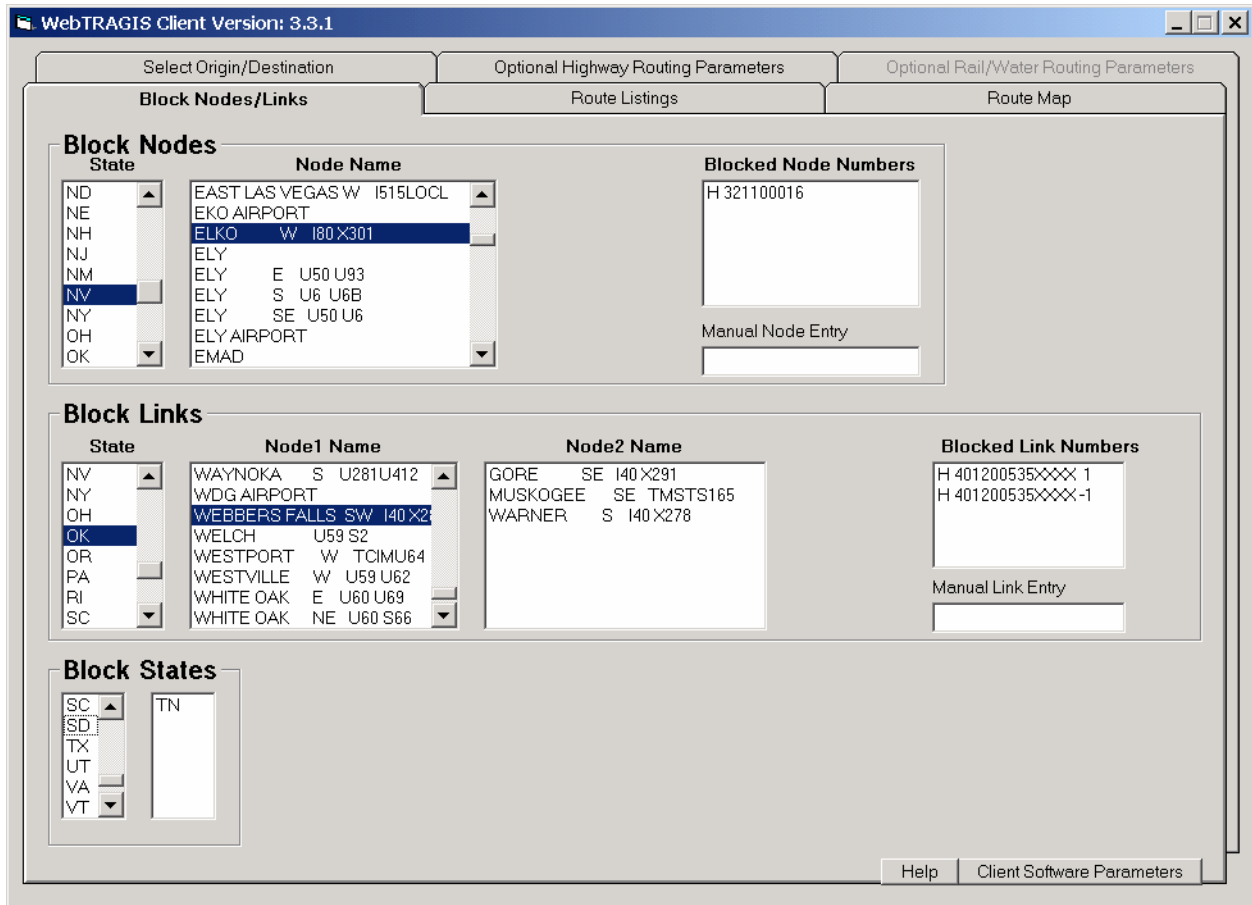 WebTRAGIS Client Version: 3.3.1
Select Origin/Destination
Optional Highway Routing Parameters
Optional Rail/Water Routing Parameters
Block Nodes/Links
Route Listings
Route Map
Block Nodes
State
Node Name
Blocked Node Numbers
ND
NE
NH
NJ
NM
NV
NY
OH
OK
EAST LAS VEGAS W I515LOCL
EKO AIRPORT
ELKO W I80 X301
ELY
ELY E U50 U93
ELY S U6 U6B
ELY SE U50 U6
ELY AIRPORT
EMAD
H 321100016
Manual Node Entry
Block Links
State
Node1 Name
Node2 Name
Blocked Link Numbers
NV
NY
OH
OK
OR
PA
RI
SC
WAYNOKA S U281U412
WDG AIRPORT
WEBBERS FALLS SW I40 X28
WELCH U59 S2
WESTPORT W TCIMU64
WESTVILLE W U59 U62
WHITE OAK E U60 U69
WHITE OAK NE U60 S66
GORE SE I40 X291
MUSKOGEE SE TMSTS165
WARNER S I40 X278
H 401200535XXXX 1
H 401200535XXXX -1
Manual Link Entry
Block States
SC
SD
TX
UT
VA
VT
TN
Help
Client Software Parameters